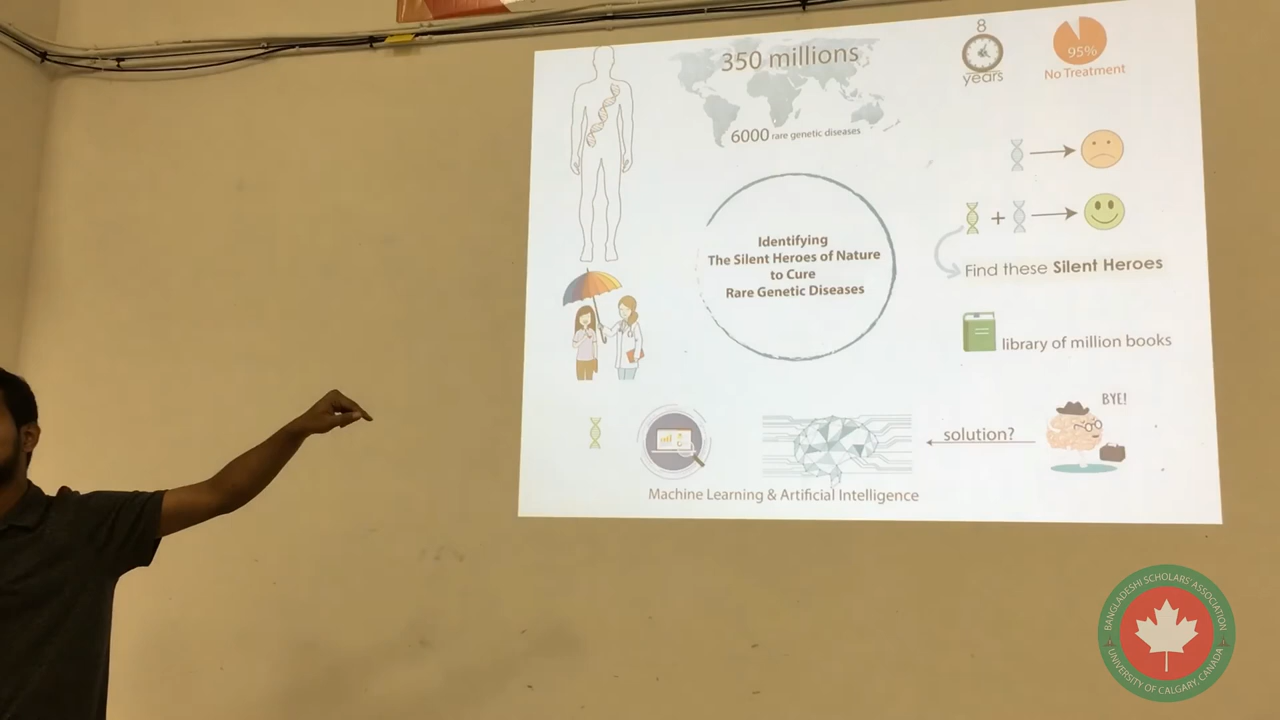 350 millions
6000 rare genetic diseases
8
years
95%
No Treatment
+
Identifying
The Silent Heroes of Nature
to Cure
Rare Genetic Diseases
Find these Silent Heroes
library of million books
BYE!
solution?
Machine Learning & Artificial Intelligence
BANGLADESHI SCHOLARS' ASSOCIATION
UNIVERSITY OF CALGARY, CANADA